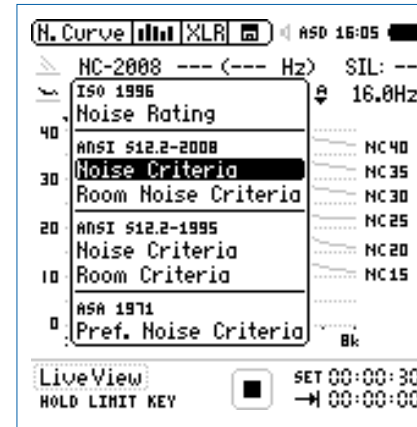 N. Curve XLR ASD 16:05
NC-2008 --- (--- Hz) SIL: --
ISO 1996 16.0Hz
Noise Rating
40 ANSI S12.2-2008 NC40
Noise Criteria NC35
30 Room Noise Criteria NC30
20 ANSI S12.2-1995 NC25
Noise Criteria NC20
10 Room Criteria NC15
ASA 1971
0 Pref. Noise Criteria
8k
LiveView SET 00:00:30
HOLD LIMIT KEY 00:00:00